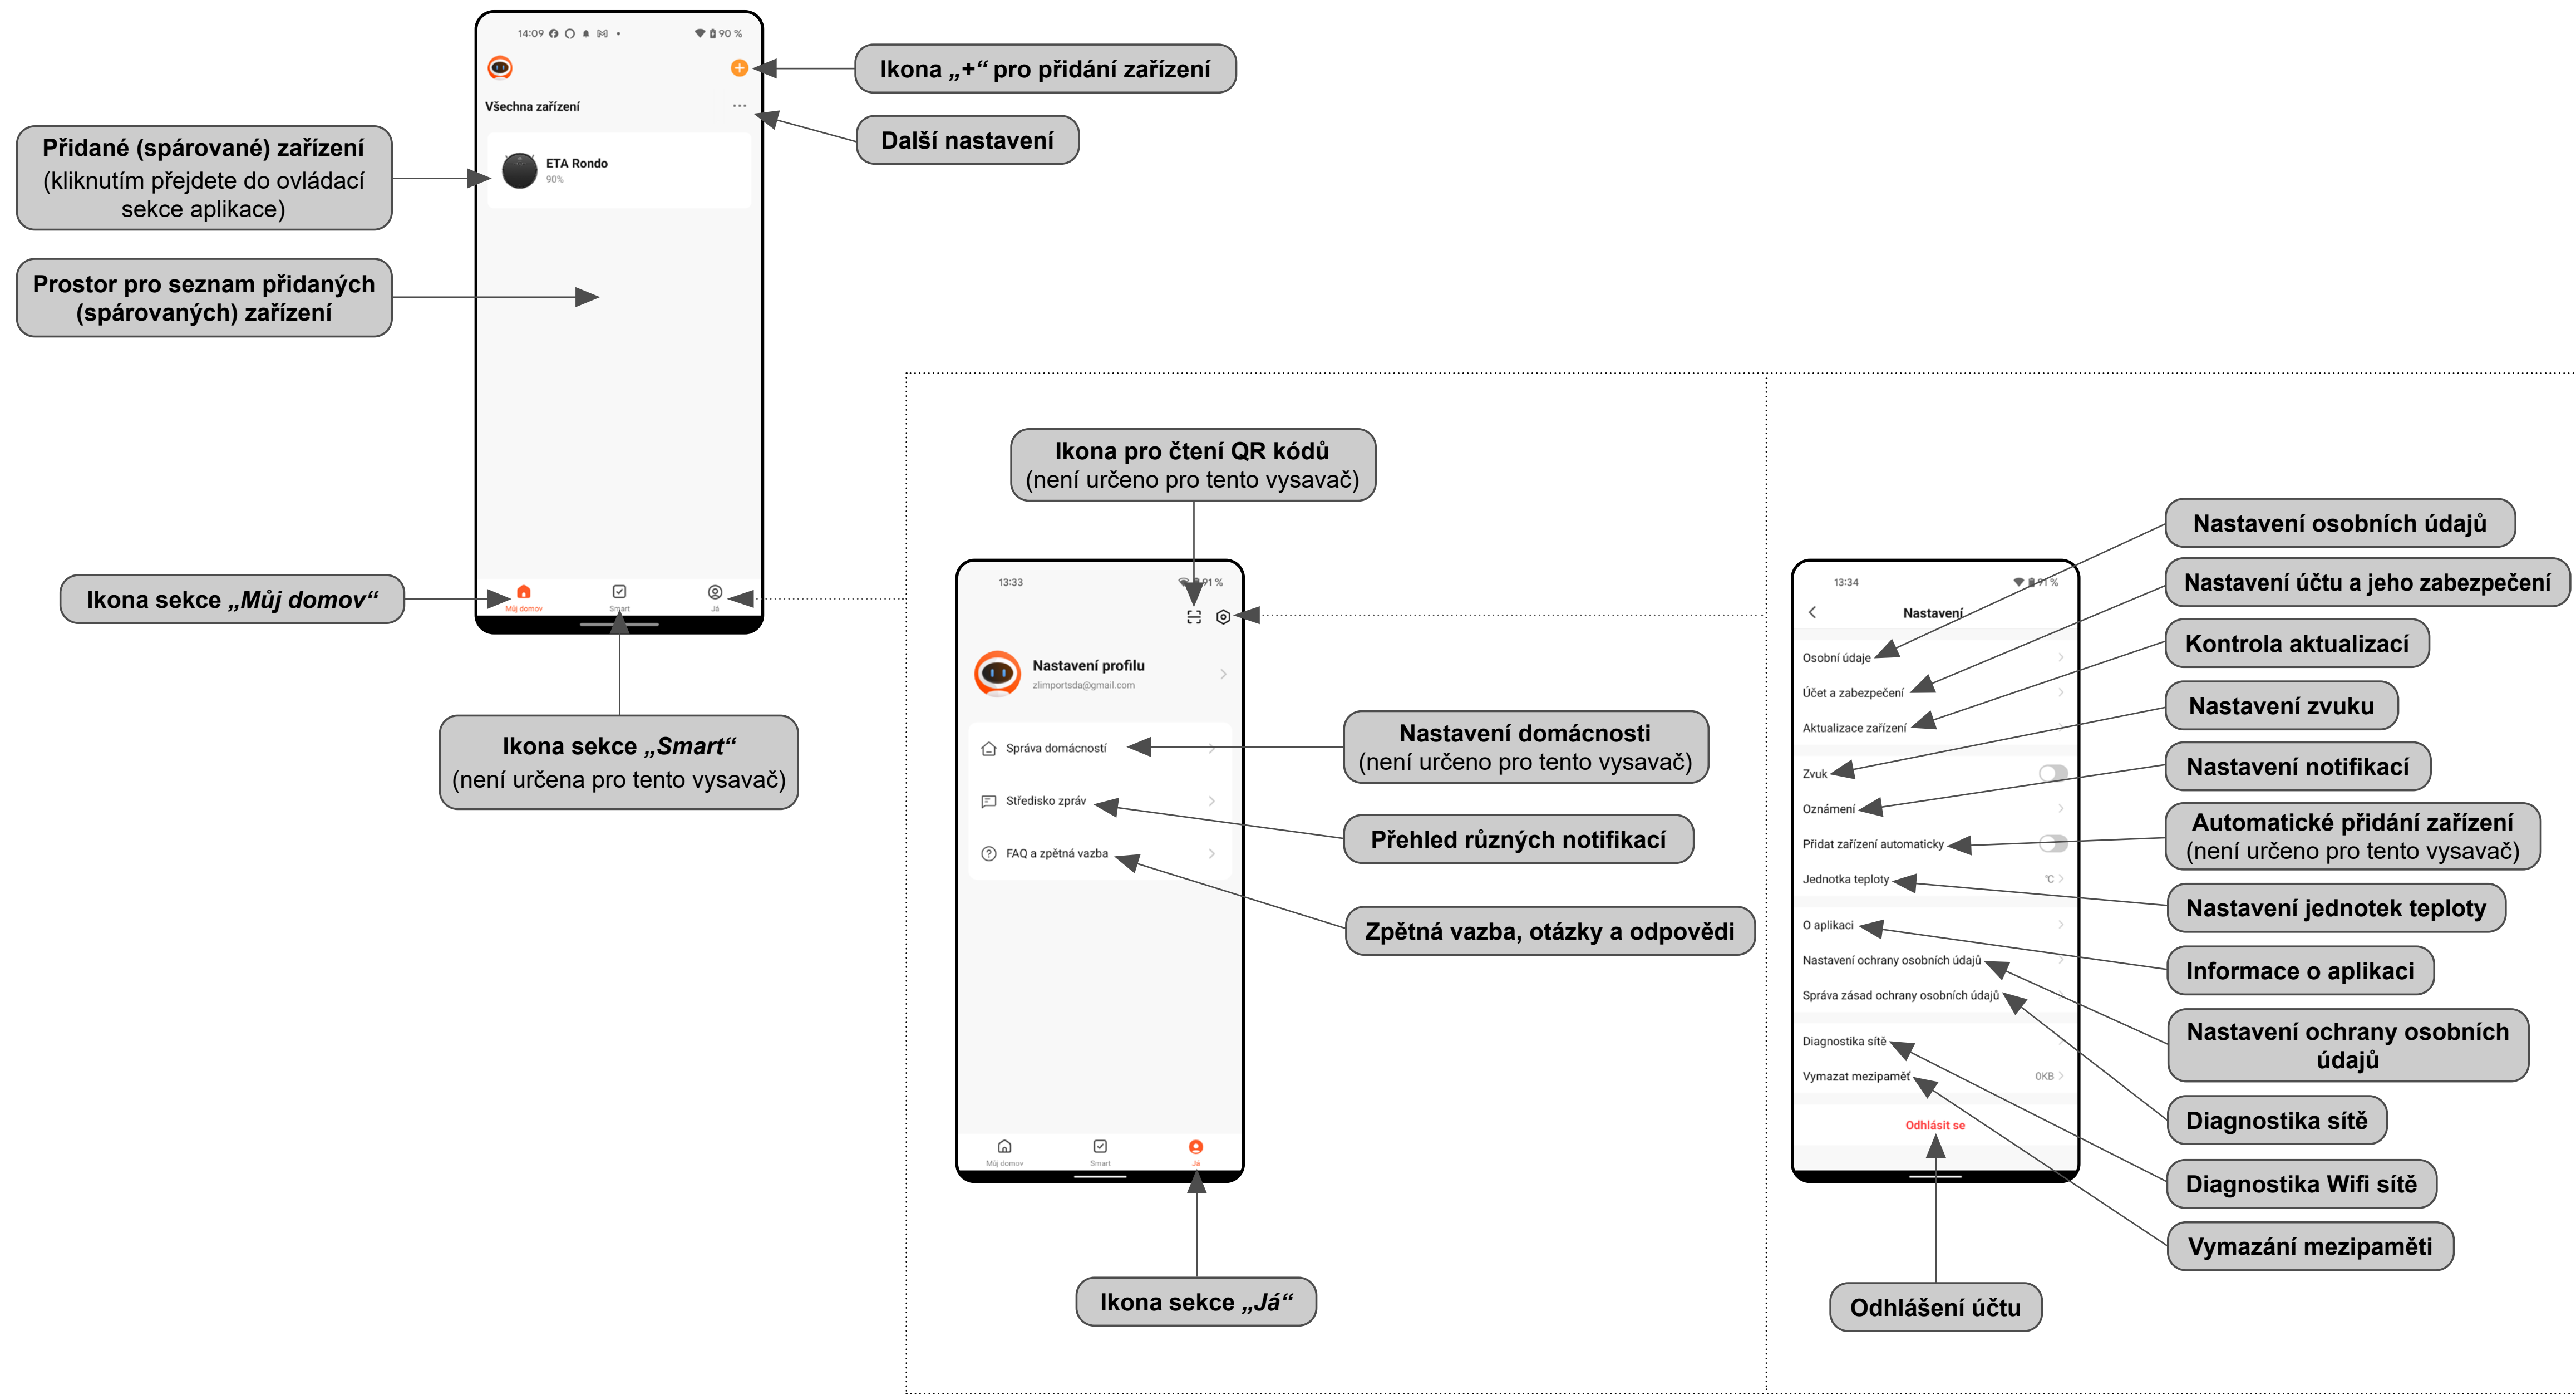 14:09
90 %
Ikona „+“ pro přidání zařízení
Všechna zařízení
Další nastavení
Přidané (spárované) zařízení
(kliknutím přejdete do ovládací
sekce aplikace)
ETA Rondo
90%
Prostor pro seznam přidaných
(spárovaných) zařízení
Ikona sekce „Můj domov“
Můj domov
Smart
Já
Ikona sekce „Smart“
(není určena pro tento vysavač)
Ikona pro čtení QR kódů
(není určeno pro tento vysavač)
13:33
91 %
Nastavení profilu
zlimportsda@gmail.com
Správa domácností
Středisko zpráv
FAQ a zpětná vazba
Nastavení domácnosti
(není určeno pro tento vysavač)
Přehled různých notifikací
Zpětná vazba, otázky a odpovědi
Můj domov
Smart
Já
Ikona sekce „Já“
13:34
91 %
Nastavení
Osobní údaje
Účet a zabezpečení
Aktualizace zařízení
Zvuk
Oznámení
Přidat zařízení automaticky
Jednotka teploty
°C
O aplikaci
Nastavení ochrany osobních údajů
Správa zásad ochrany osobních údajů
Diagnostika sítě
Vymazat mezipaměť
0KB
Odhlásit se
Nastavení osobních údajů
Nastavení účtu a jeho zabezpečení
Kontrola aktualizací
Nastavení zvuku
Nastavení notifikací
Automatické přidání zařízení
(není určeno pro tento vysavač)
Nastavení jednotek teploty
Informace o aplikaci
Nastavení ochrany osobních
údajů
Diagnostika sítě
Diagnostika Wifi sítě
Vymazání mezipaměti
Odhlášení účtu